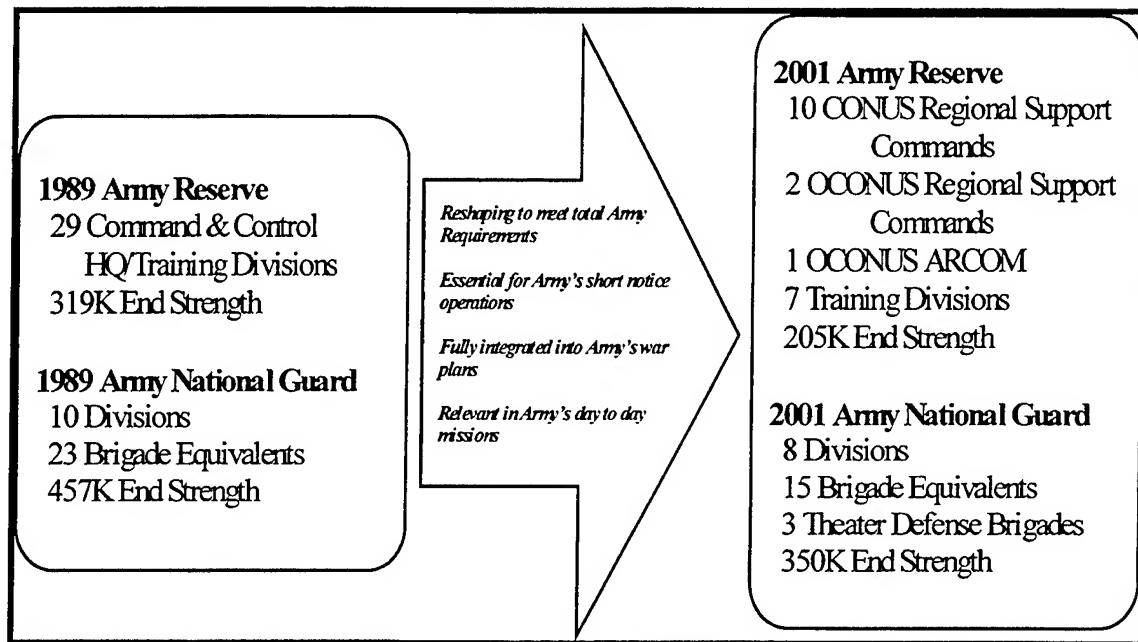 1989 Army Reserve
29 Command & Control
HQ/Training Divisions
319K End Strength
1989 Army National Guard
10 Divisions
23 Brigade Equivalents
457K End Strength
Reshaping to meet total Army
Requirements
Essential for Army's short notice
operations
Fully integrated into Army's war
plans
Relevant in Army's day to day
missions
2001 Army Reserve
10 CONUS Regional Support
Commands
2 OCONUS Regional Support
Commands
1 OCONUS ARCOM
7 Training Divisions
205K End Strength
2001 Army National Guard
8 Divisions
15 Brigade Equivalents
3 Theater Defense Brigades
350K End Strength